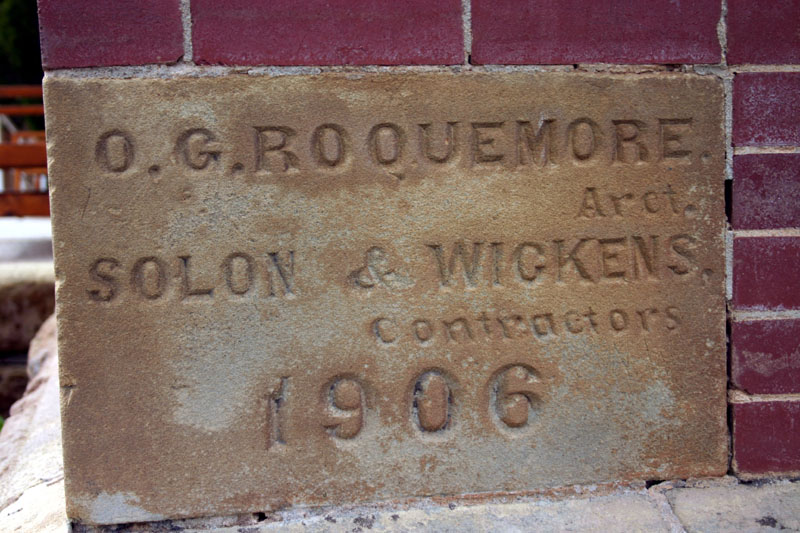 O.G.ROQUEMORE.
Arct.
SOLON & WICKENS.
Contractors
1906